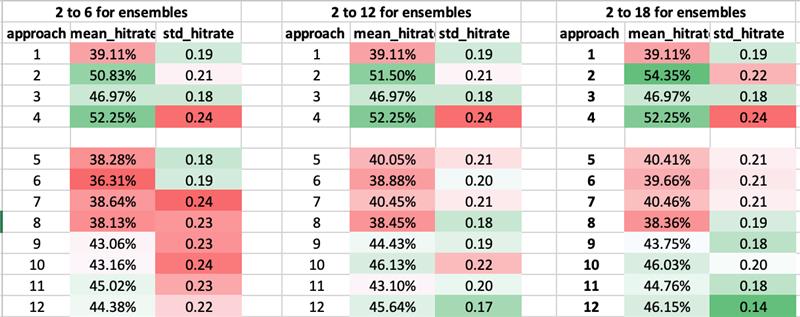 2 to 6 for ensembles 2 to 12 for ensembles 2 to 18 for ensembles
approach mean_hitrate std_hitrate approach mean_hitrat std_hitrate approach mean_hitrat std_hitrate
1 39.11% 0.19 1 39.11% 0.19 1 39.11% 0.19
2 50.83% 0.21 2 51.50% 0.21 2 54.35% 0.22
3 46.97% 0.18 3 46.97% 0.18 3 46.97% 0.18
4 52.25% 0.24 4 52.25% 0.24 4 52.25% 0.24
5 38.28% 0.18 5 40.05% 0.21 5 40.41% 0.21
6 36.31% 0.19 6 38.88% 0.20 6 39.66% 0.21
7 38.64% 0.24 7 40.45% 0.21 7 40.46% 0.21
8 38.13% 0.23 8 38.45% 0.18 8 38.36% 0.19
9 43.06% 0.23 9 44.43% 0.19 9 43.75% 0.18
10 43.16% 0.24 10 46.13% 0.22 10 46.03% 0.20
11 45.02% 0.23 11 43.10% 0.20 11 44.76% 0.18
12 44.38% 0.22 12 45.64% 0.17 12 46.15% 0.14